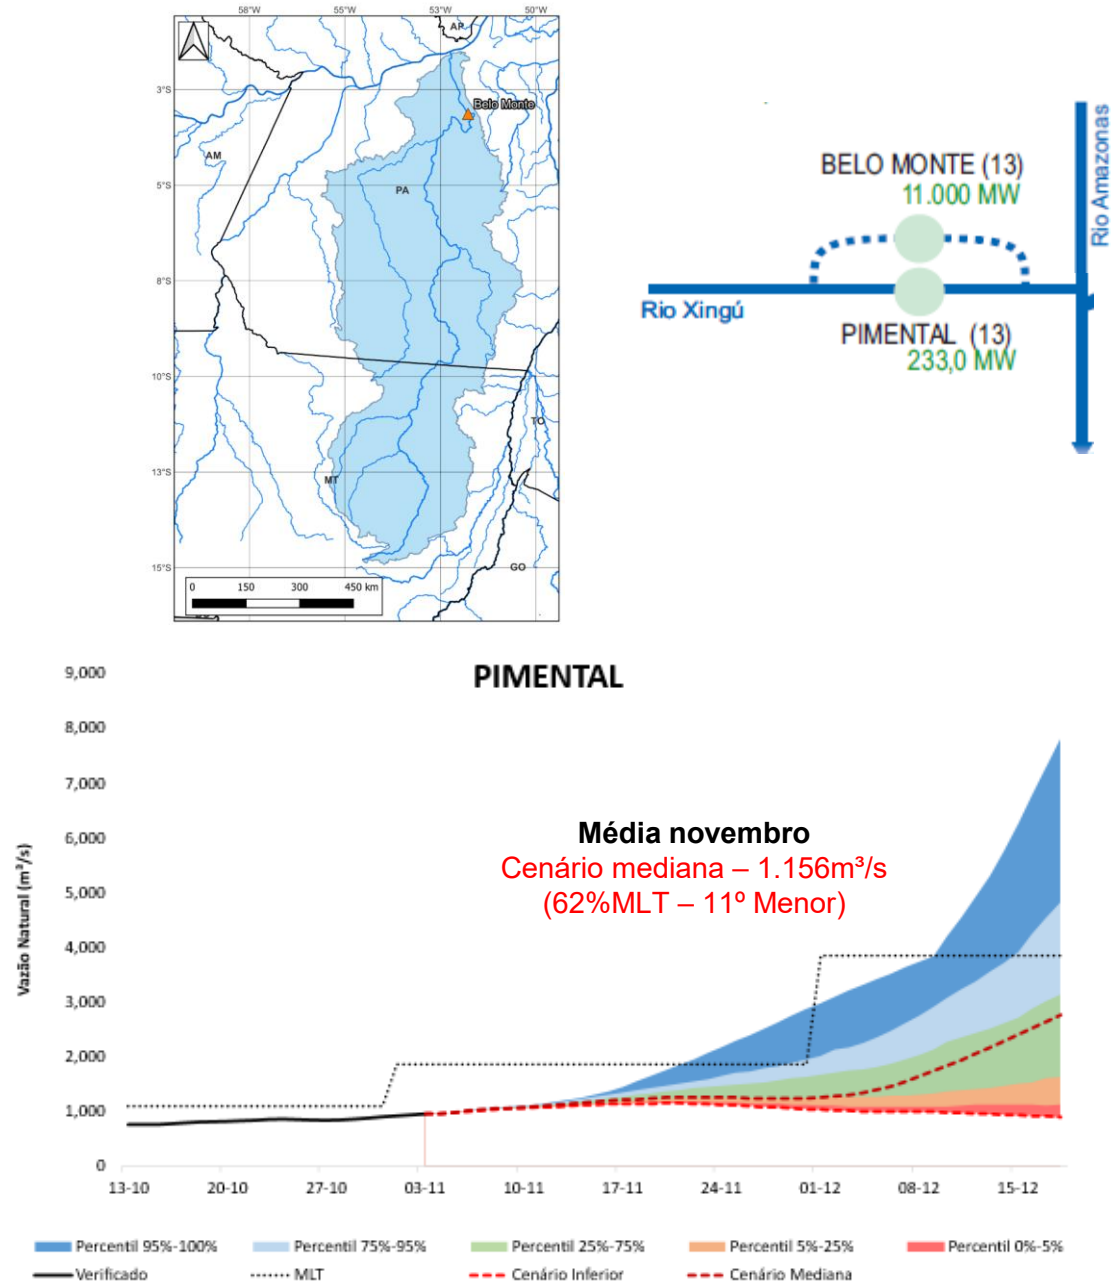 58°W 55°W 53°W 50°W
AP
3°S
Belo Monte
AM
5°S
PA
8°S
10°S
TO
13°S
MT
15°S
GO
0 150 300 450 km
BELO MONTE (13)
11.000 MW
Rio Amazonas
Rio Xingú
PIMENTAL (13)
233,0 MW
PIMENTAL
9,000
8,000
7,000
6,000
5,000
4,000
3,000
2,000
1,000
0
Vazão Natural (m³/s)
Média novembro
Cenário mediana – 1.156m³/s
(62%MLT – 11º Menor)
13-10 20-10 27-10 03-11 10-11 17-11 24-11 01-12 08-12 15-12
Percentil 95%-100% Percentil 75%-95% Percentil 25%-75% Percentil 5%-25% Percentil 0%-5%
Verificado MLT Cenário Inferior Cenário Mediana